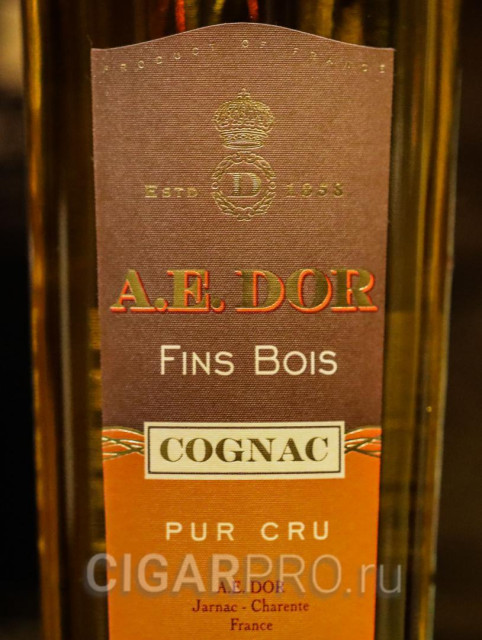 PRODUCT OF FRANCE
D
ESTD 1858
A.E. DOR
FINS BOIS
COGNAC
PUR CRU
CIGARPRO.ru
A.E. DOR
Jarnac - Charente
France